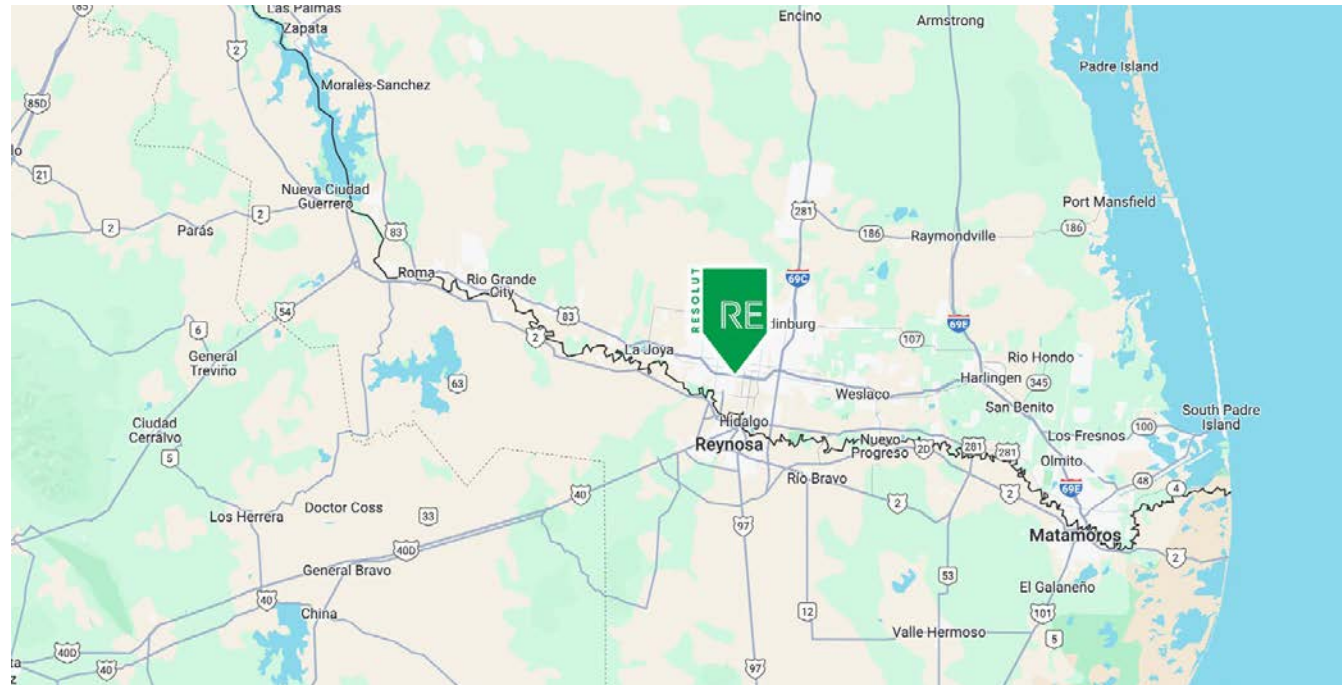 Las Palmas
Zapata
Encino
Armstrong
85
2
Padre Island
Morales-Sanchez
85D
21
Nueva Ciudad
Guerrero
2
2
Parás
83
281
Port Mansfield
186
186
Raymondville
Roma
Rio Grande
City
RESOLUT
RE
69C
54
6
83
2
dinburg
69E
107
General
Treviño
La Joya
Rio Hondo
345
63
Harlingen
Weslaco
San Benito
South Padre
Island
Ciudad
Cerralvo
Hidalgo
Reynosa
Nuevo
Progreso
2D
281
281
Los Fresnos
100
Olmito
5
Río Bravo
48
4
69E
40
2
2
Los Herrera
Doctor Coss
33
97
Matamoros
2
40D
General Bravo
53
El Galaneño
40
China
12
101
Valle Hermoso
5
40D
40
97